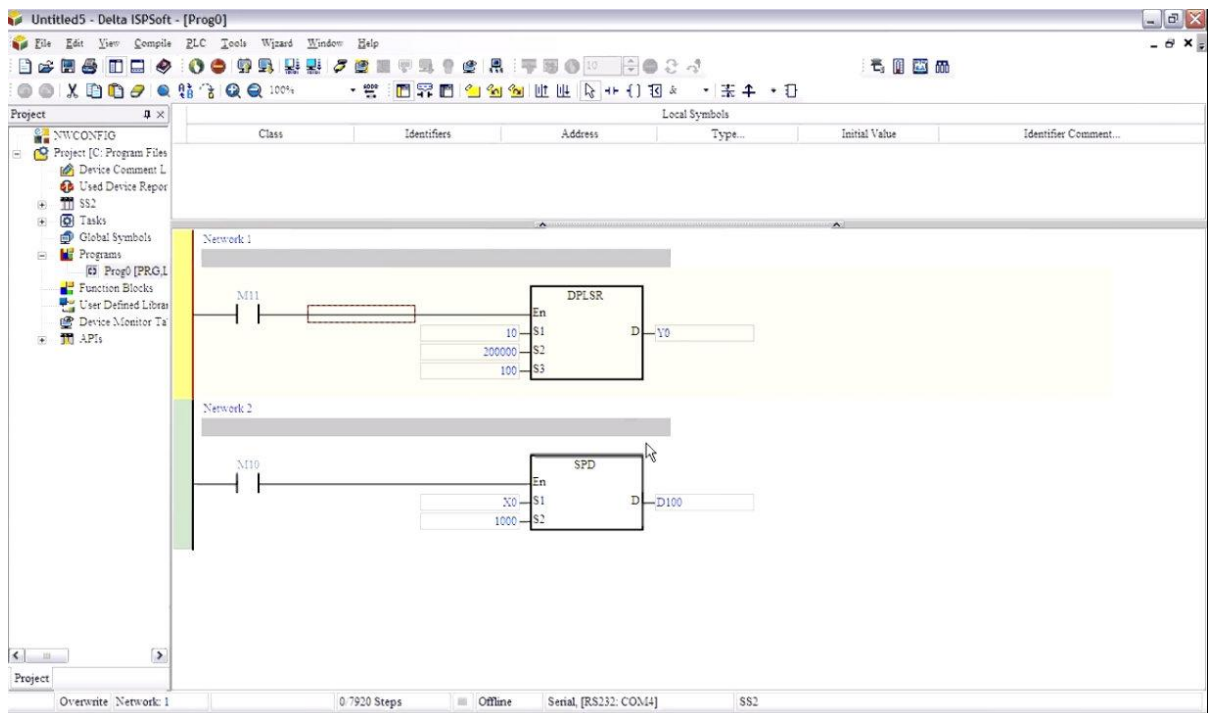 Untitled5 - Delta ISPSoft - [Prog0]
File Edit View Compile PLC Tools Wizard Window Help
10
100%
Project
NWCONFIG
Project [C: Program Files
Device Comment L
Used Device Repor
SS2
Tasks
Global Symbols
Programs
Prog0 [PRG,L
Function Blocks
User Defined Librar
Device Monitor Ta
APIs
Project
Local Symbols
Class Identifiers Address Type... Initial Value Identifier Comment...
Network 1
M11
DPLSR
En
10 S1 D Y0
200000 S2
100 S3
Network 2
M10
SPD
En
X0 S1 D D100
1000 S2
Overwrite Network: 1 0/7920 Steps Offline Serial, [RS232: COM4] SS2